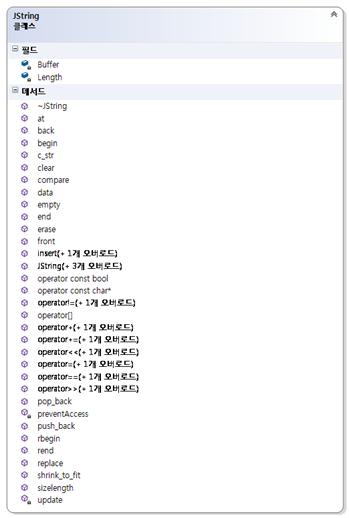 JString
클래스
필드
Buffer
Length
메서드
~JString
at
back
begin
c_str
clear
compare
data
empty
end
erase
front
insert(+ 1개 오버로드)
JString(+ 3개 오버로드)
operator const bool
operator const char*
operator!=(+ 1개 오버로드)
operator[]
operator+(+ 1개 오버로드)
operator+=(+ 1개 오버로드)
operator<<(+ 1개 오버로드)
operator=(+ 1개 오버로드)
operator==(+ 1개 오버로드)
operator>>(+ 1개 오버로드)
pop_back
preventAccess
push_back
rbegin
rend
replace
shrink_to_fit
sizelength
update